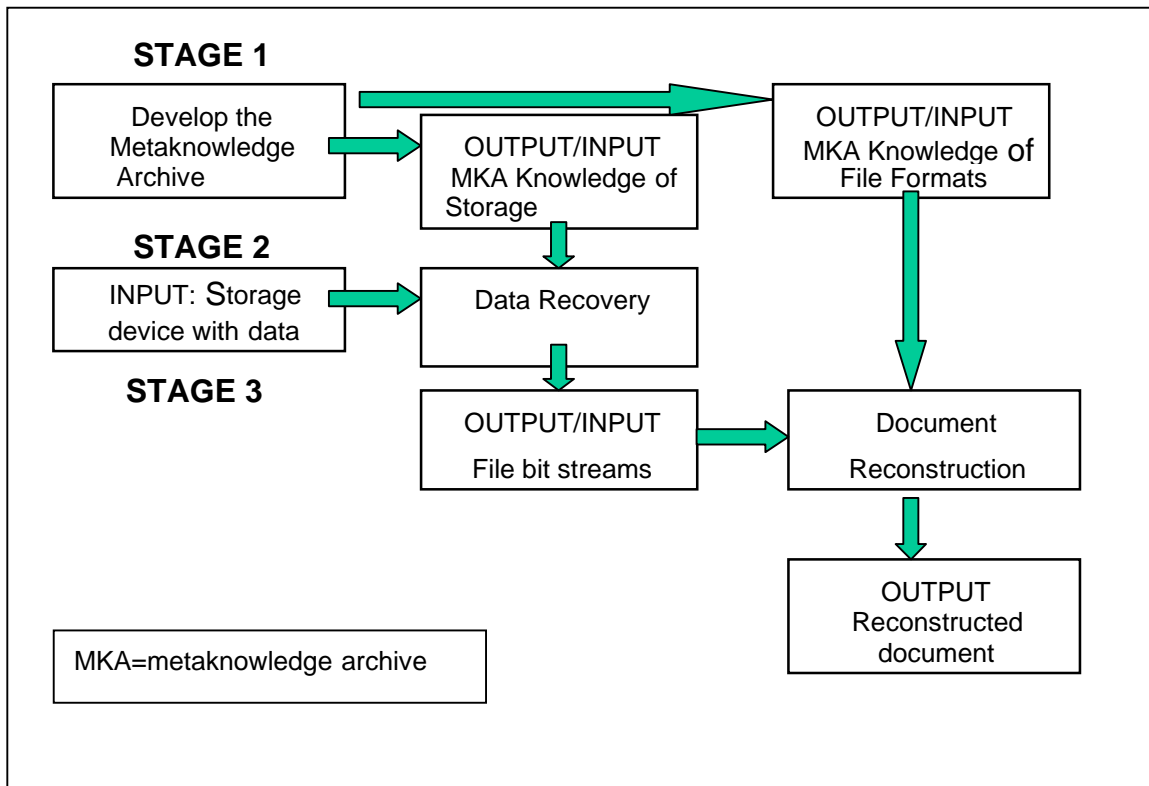 STAGE 1
Develop the
Metaknowledge
Archive
OUTPUT/INPUT
MKA Knowledge of
Storage
OUTPUT/INPUT
MKA Knowledge of
File Formats
STAGE 2
INPUT: Storage
device with data
Data Recovery
STAGE 3
OUTPUT/INPUT
File bit streams
Document
Reconstruction
OUTPUT
Reconstructed
document
MKA=metaknowledge archive